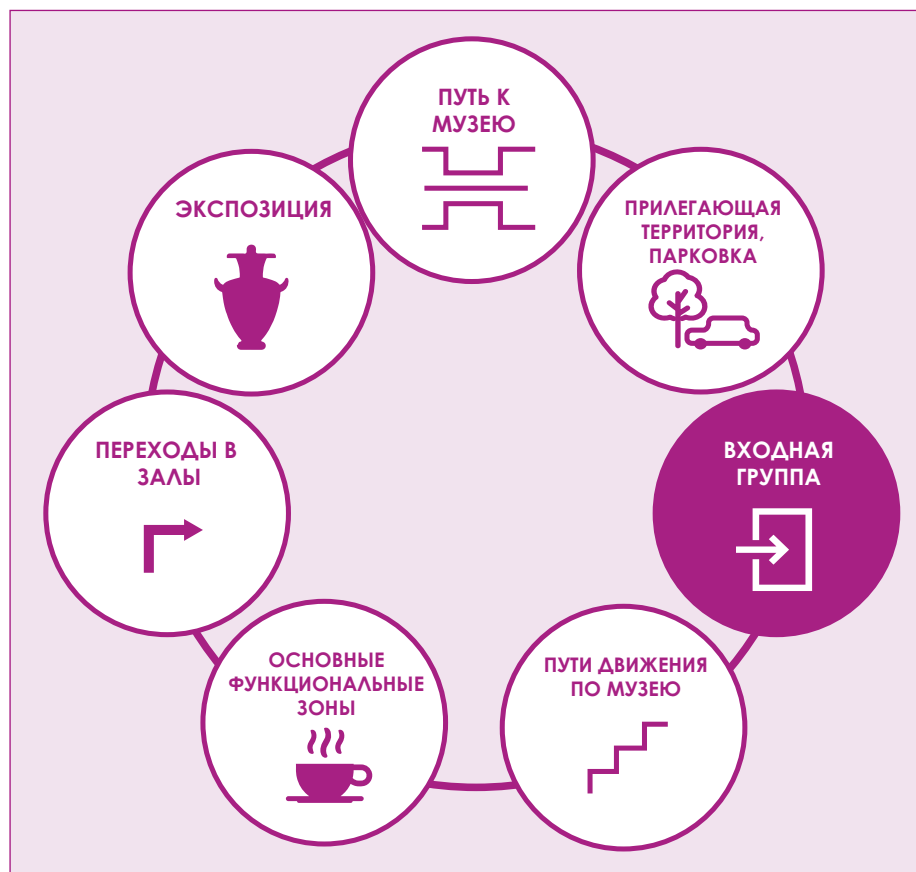 ПУТЬ К
МУЗЕЮ
ПРИЛЕГАЮЩАЯ
ТЕРРИТОРИЯ,
ПАРКОВКА
ВХОДНАЯ
ГРУППА
ПУТИ ДВИЖЕНИЯ
ПО МУЗЕЮ
ОСНОВНЫЕ
ФУНКЦИОНАЛЬНЫЕ
ЗОНЫ
ПЕРЕХОДЫ В
ЗАЛЫ
ЭКСПОЗИЦИЯ